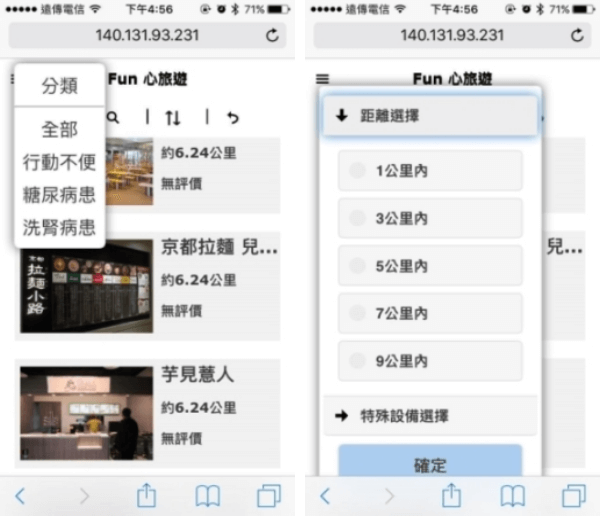 遠傳電信 下午4:56 71%
140.131.93.231
Fun 心旅遊
分類
全部
行動不便
糖尿病患
洗腎病患
約6.24公里
無評價
京都拉麵 兒...
約6.24公里
無評價
拉麵小路
芋見薏人
約6.24公里
無評價
遠傳電信 下午4:56 71%
140.131.93.231
Fun 心旅遊
距離選擇
1公里內
3公里內
5公里內
7公里內
9公里內
兒...
特殊設備選擇
確定